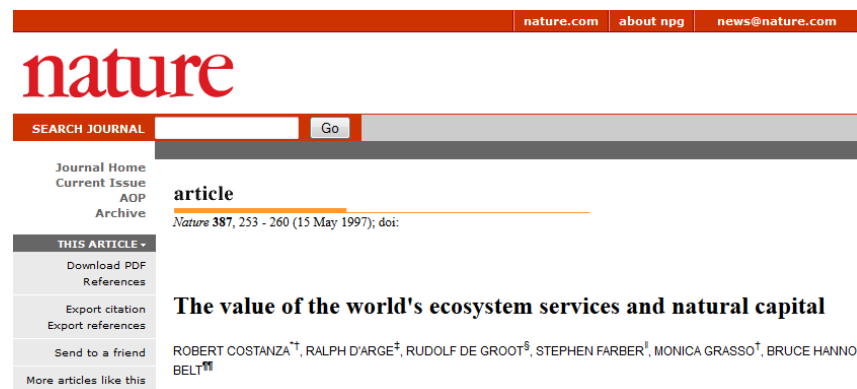 nature.com about npg news@nature.com
nature
SEARCH JOURNAL Go
Journal Home
Current Issue
AOP
Archive
THIS ARTICLE
Download PDF
References
Export citation
Export references
Send to a friend
More articles like this
article
Nature 387, 253 - 260 (15 May 1997); doi:
The value of the world's ecosystem services and natural capital
ROBERT COSTANZA*†, RALPH D'ARGE‡, RUDOLF DE GROOT§, STEPHEN FARBER∥, MONICA GRASSO†, BRUCE HANNO
BELT¶¶